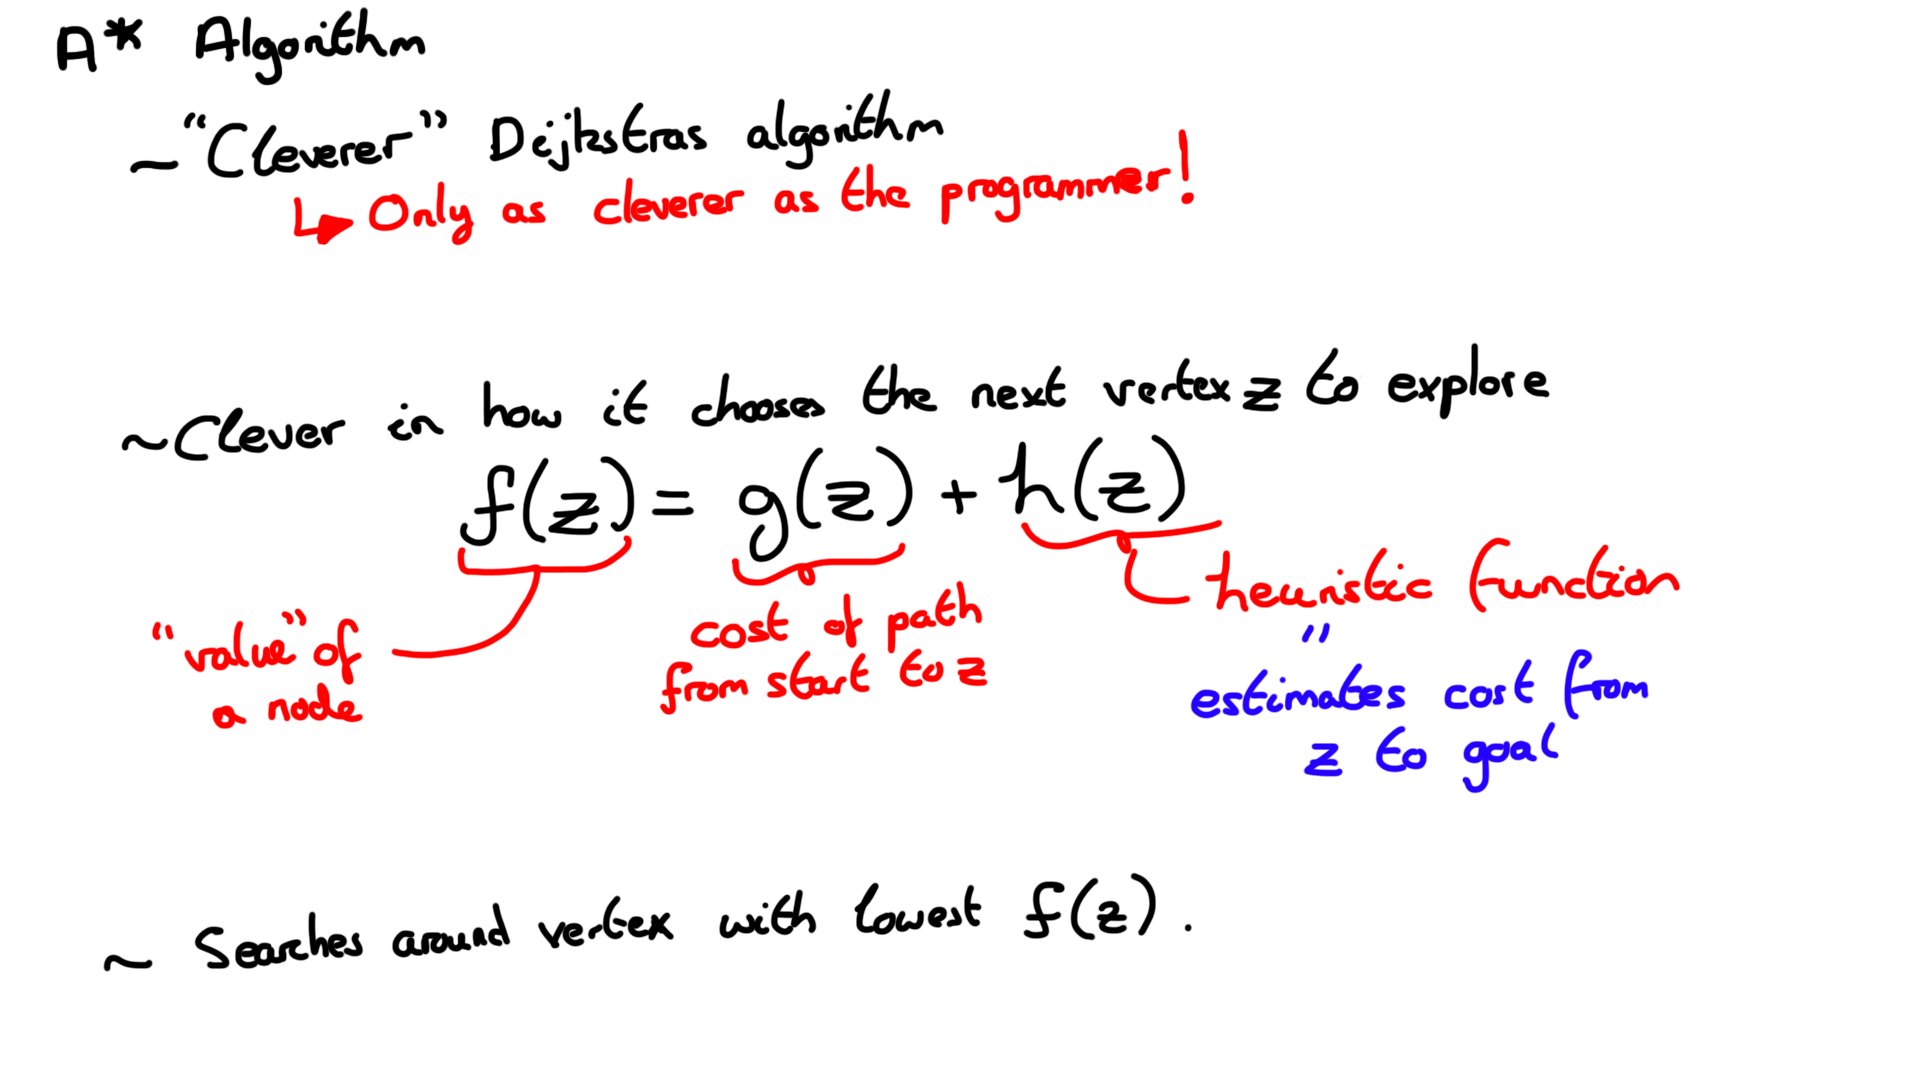 A* Algorithm
~ "Cleverer" Dijkstras algorithm
↳ Only as cleverer as the programmer!
~ Clever in how it chooses the next vertex z to explore
f(z) = g(z) + h(z)
"value" of
a node
cost of path
from start to z
heuristic function
"
estimates cost from
z to goal
~ Searches around vertex with lowest f(z).